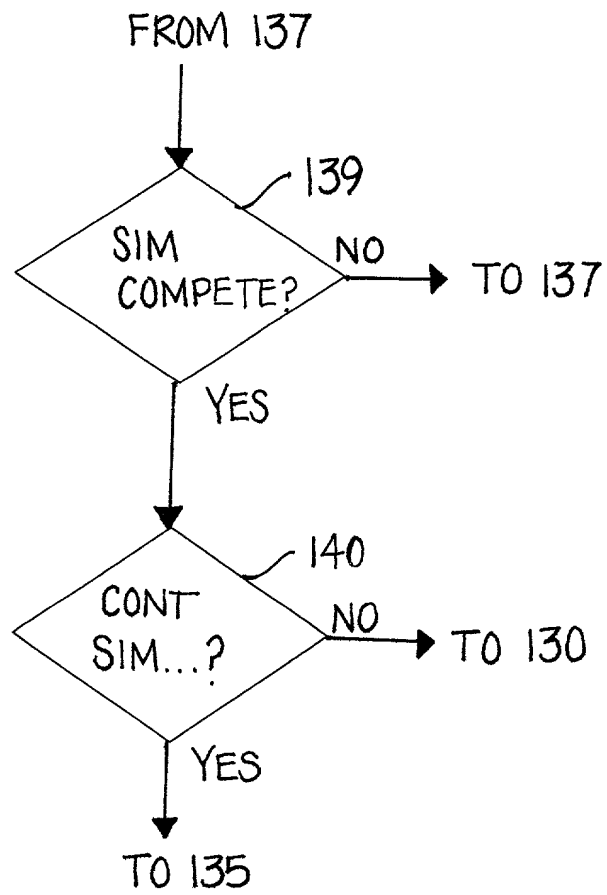 FROM 137
139
SIM
COMPETE?
NO
TO 137
YES
140
CONT
SIM...?
NO
TO 130
YES
TO 135